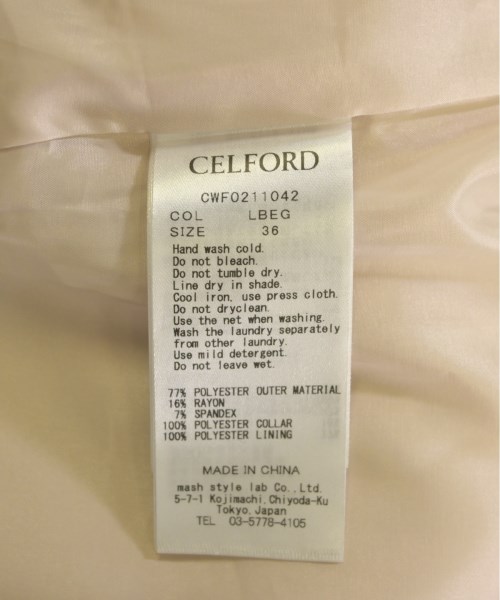 CELFORD
CWF0211042
COL LBEG
SIZE 36
Hand wash cold.
Do not bleach.
Do not tumble dry.
Line dry in shade.
Cool iron, use press cloth.
Do not dryclean.
Use the net when washing.
Wash the laundry separately
from other laundry.
Use mild detergent.
Do not leave wet.
77% POLYESTER OUTER MATERIAL
16% RAYON
7% SPANDEX
100% POLYESTER COLLAR
100% POLYESTER LINING
MADE IN CHINA
mash style lab Co.,Ltd.
5-7-1 Kojimachi,Chiyoda-Ku
Tokyo,Japan
TEL 03-5778-4105